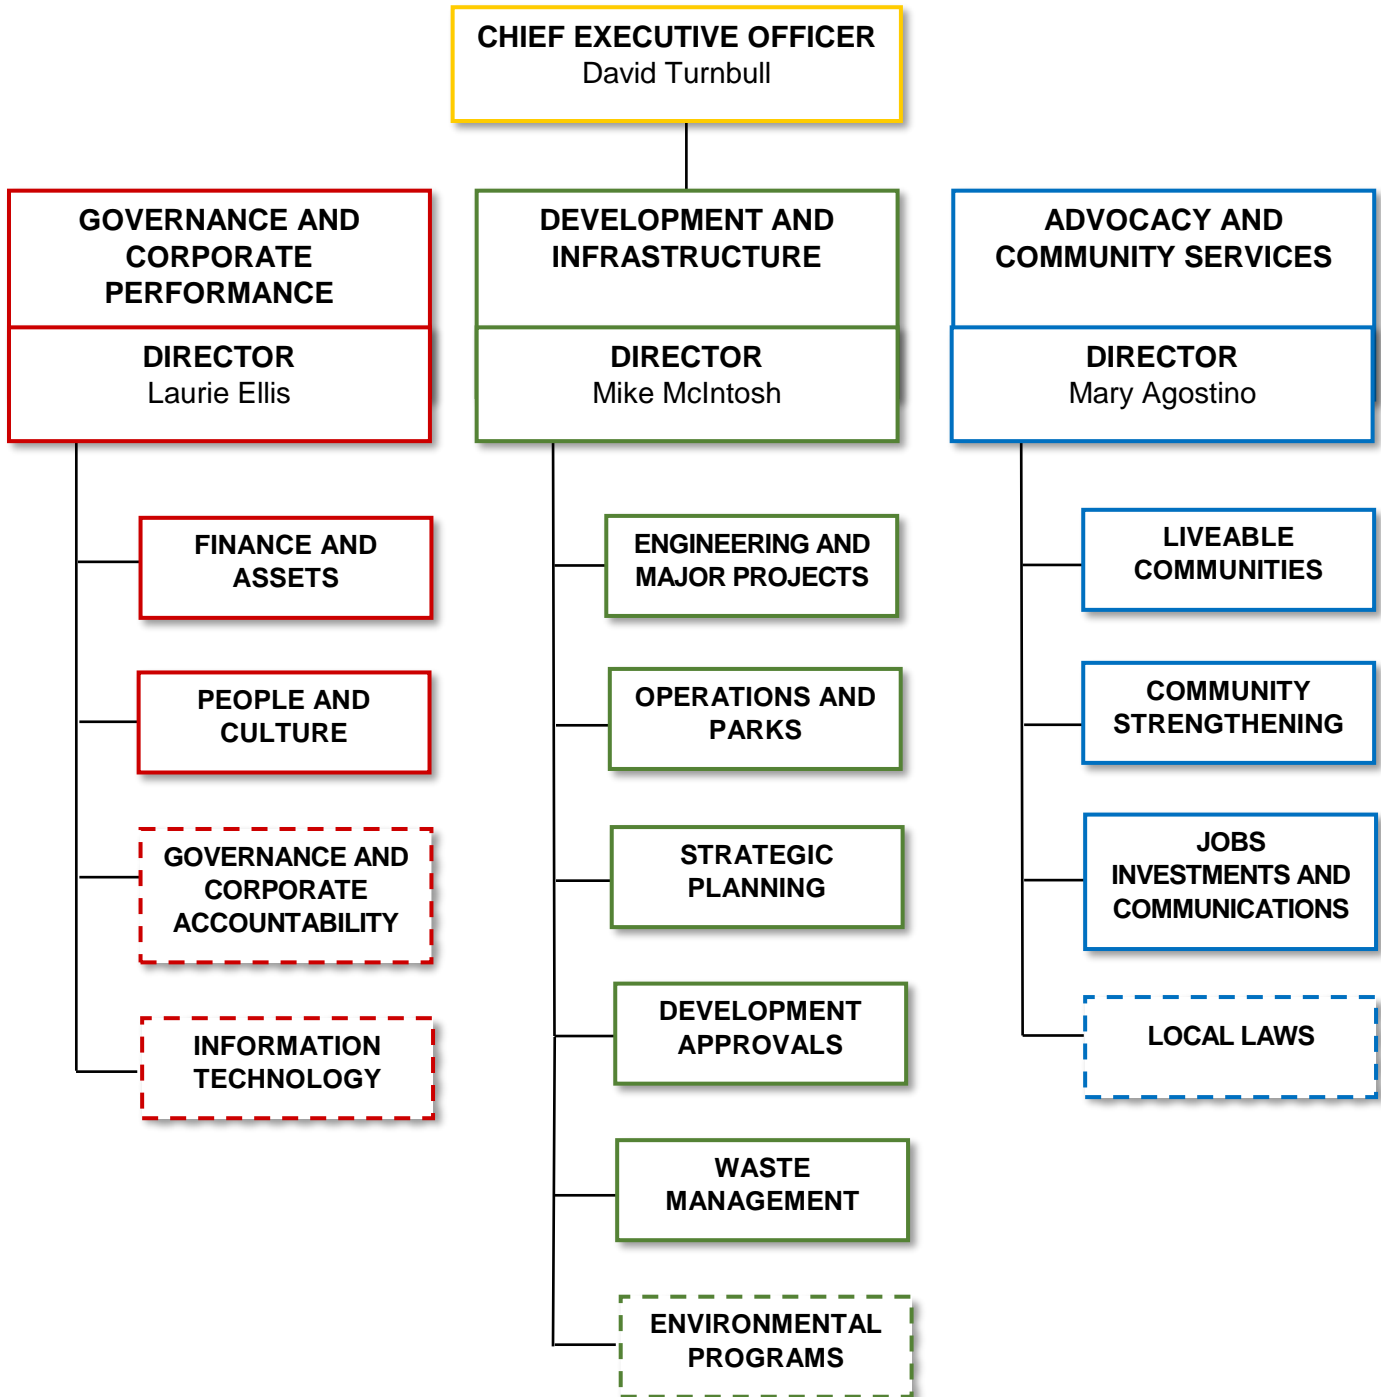 CHIEF EXECUTIVE OFFICER
David Turnbull
GOVERNANCE AND
CORPORATE
PERFORMANCE
DIRECTOR
Laurie Ellis
FINANCE AND
ASSETS
PEOPLE AND
CULTURE
GOVERNANCE AND
CORPORATE
ACCOUNTABILITY
INFORMATION
TECHNOLOGY
DEVELOPMENT AND
INFRASTRUCTURE
DIRECTOR
Mike McIntosh
ENGINEERING AND
MAJOR PROJECTS
OPERATIONS AND
PARKS
STRATEGIC
PLANNING
DEVELOPMENT
APPROVALS
WASTE
MANAGEMENT
ENVIRONMENTAL
PROGRAMS
ADVOCACY AND
COMMUNITY SERVICES
DIRECTOR
Mary Agostino
LIVEABLE
COMMUNITIES
COMMUNITY
STRENGTHENING
JOBS
INVESTMENTS AND
COMMUNICATIONS
LOCAL LAWS